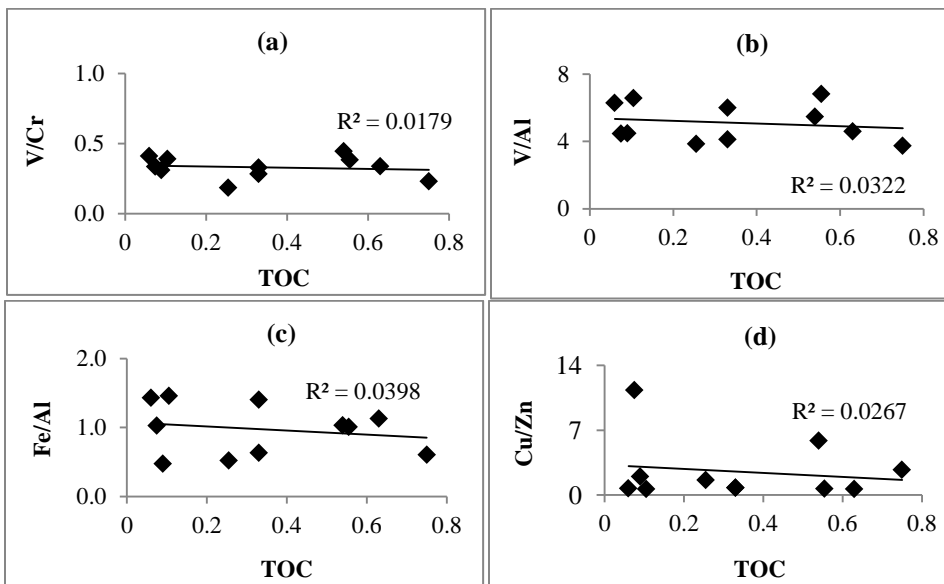 (a)
1.0
0.5
0.0
V/Cr
R² = 0.0179
0 0.2 0.4 0.6 0.8
TOC
(b)
8
4
0
V/Al
R² = 0.0322
0 0.2 0.4 0.6 0.8
TOC
(c)
2.0
1.0
0.0
Fe/Al
R² = 0.0398
0 0.2 0.4 0.6 0.8
TOC
(d)
14
7
0
Cu/Zn
R² = 0.0267
0 0.2 0.4 0.6 0.8
TOC